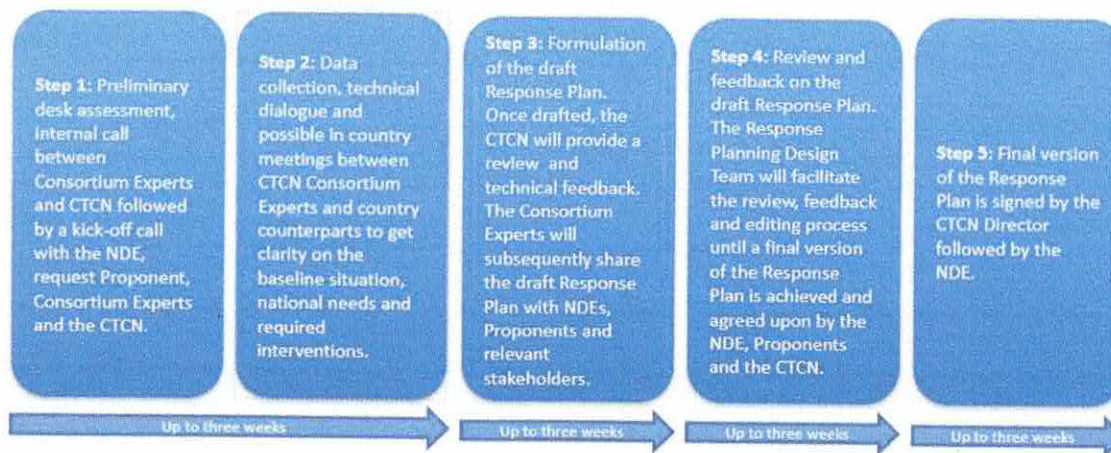 Step 1: Preliminary
desk assessment,
internal call
between
Consortium Experts
and CTCN followed
by a kick-off call
with the NDE,
request Proponent,
Consortium Experts
and the CTCN.
Step 2: Data
collection, technical
dialogue and
possible in country
meetings between
CTCN Consortium
Experts and country
counterparts to get
clarity on the
baseline situation,
national needs and
required
interventions.
Step 3: Formulation
of the draft
Response Plan.
Once drafted, the
CTCN will provide a
review and
technical feedback.
The Consortium
Experts will
subsequently share
the draft Response
Plan with NDEs,
Proponents and
relevant
stakeholders.
Step 4: Review and
feedback on the
draft Response Plan.
The Response
Planning Design
Team will facilitate
the review, feedback
and editing process
until a final version
of the Response
Plan is achieved and
agreed upon by the
NDE, Proponents
and the CTCN.
Step 5: Final version
of the Response
Plan is signed by the
CTCN Director
followed by the
NDE.
Up to three weeks
Up to three weeks
Up to three weeks
Up to three weeks